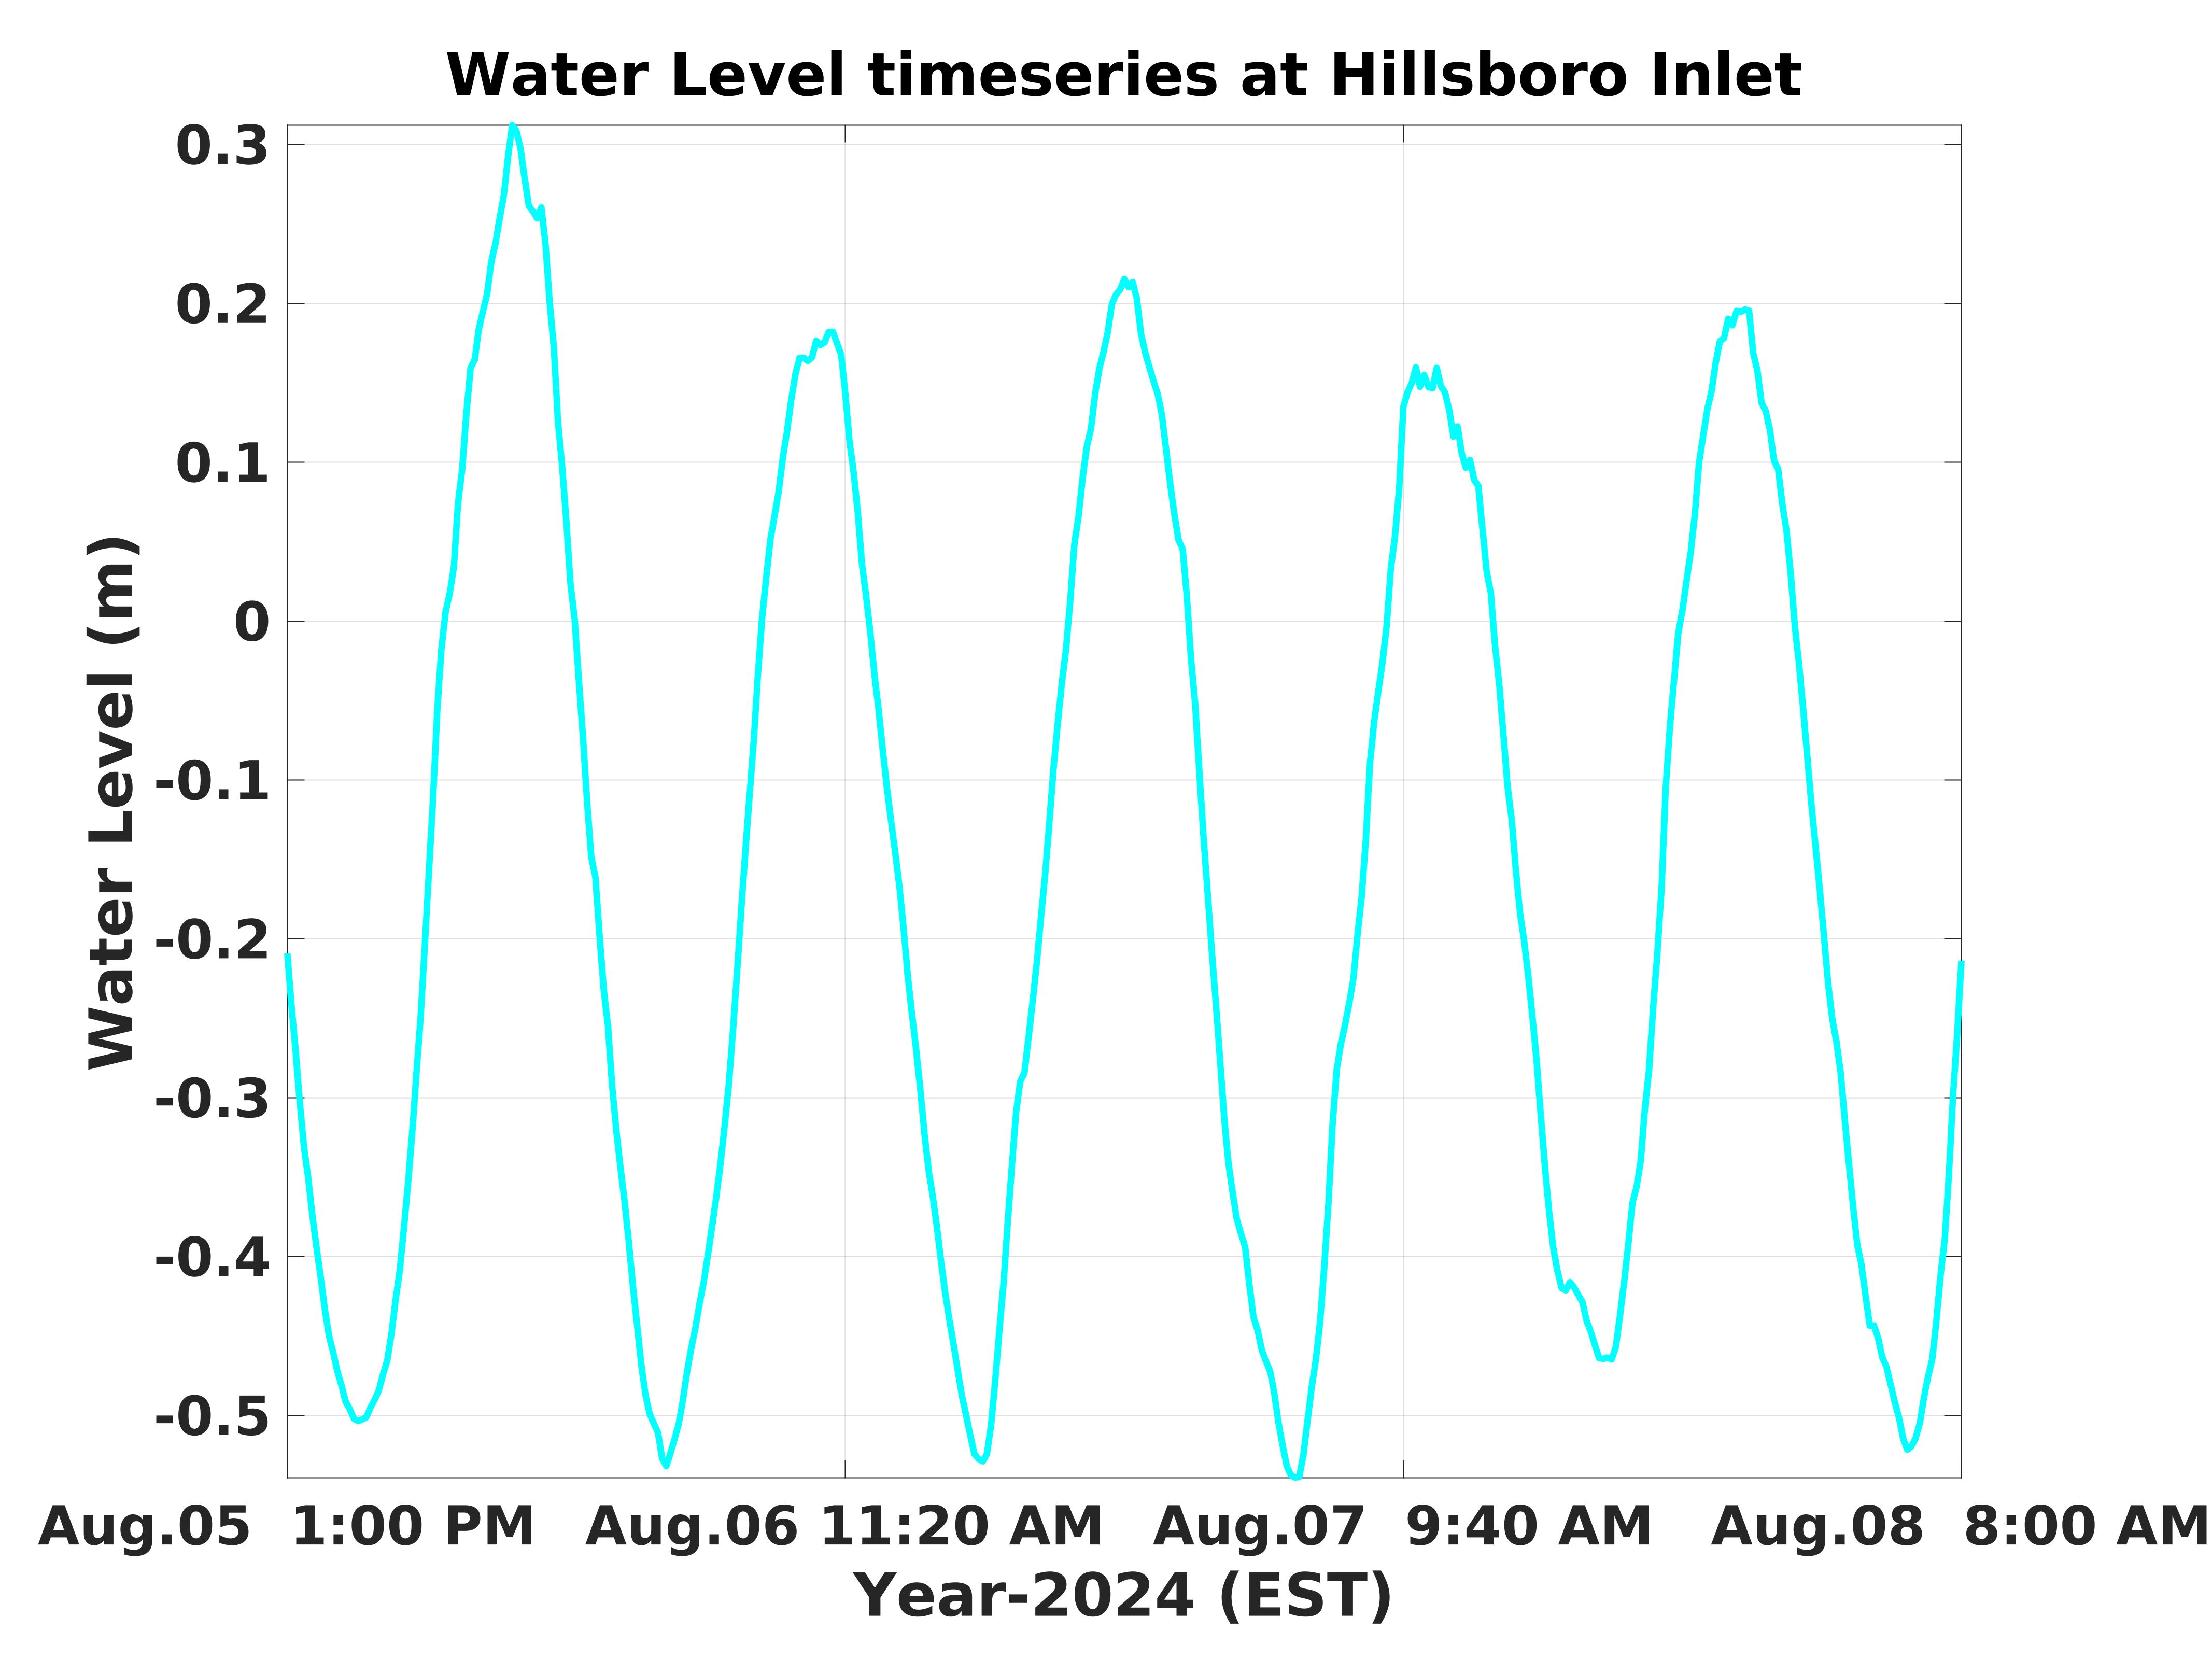 Water Level timeseries at Hillsboro Inlet
0.3
0.2
0.1
0
-0.1
-0.2
-0.3
-0.4
-0.5
Water Level (m)
Aug.05 1:00 PM Aug.06 11:20 AM Aug.07 9:40 AM Aug.08 8:00 AM
Year-2024 (EST)